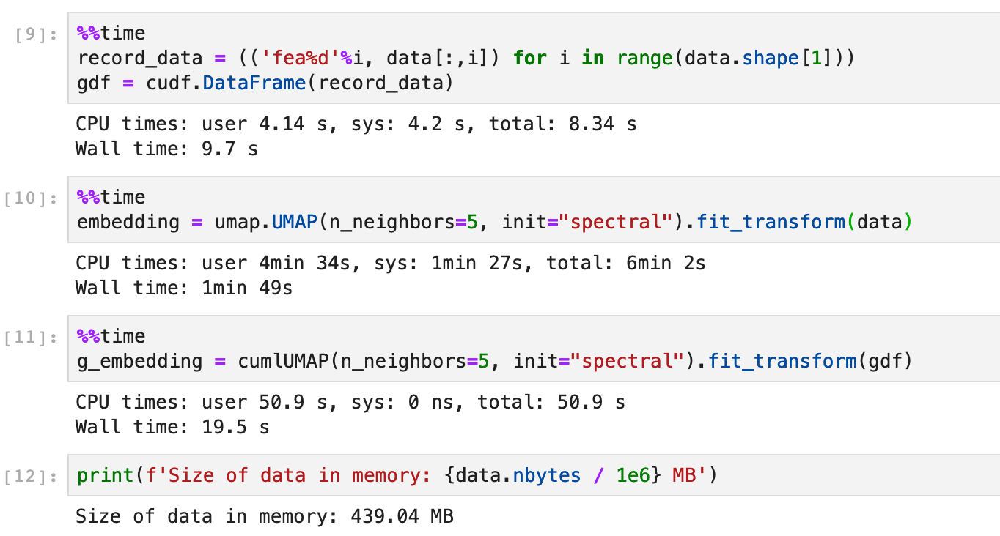 [9]:
%%time
record_data = (('fea%d'%i, data[:,i]) for i in range(data.shape[1]))
gdf = cudf.DataFrame(record_data)
CPU times: user 4.14 s, sys: 4.2 s, total: 8.34 s
Wall time: 9.7 s
[10]:
%%time
embedding = umap.UMAP(n_neighbors=5, init="spectral").fit_transform(data)
CPU times: user 4min 34s, sys: 1min 27s, total: 6min 2s
Wall time: 1min 49s
[11]:
%%time
g_embedding = cumlUMAP(n_neighbors=5, init="spectral").fit_transform(gdf)
CPU times: user 50.9 s, sys: 0 ns, total: 50.9 s
Wall time: 19.5 s
[12]:
print(f'Size of data in memory: {data.nbytes / 1e6} MB')
Size of data in memory: 439.04 MB